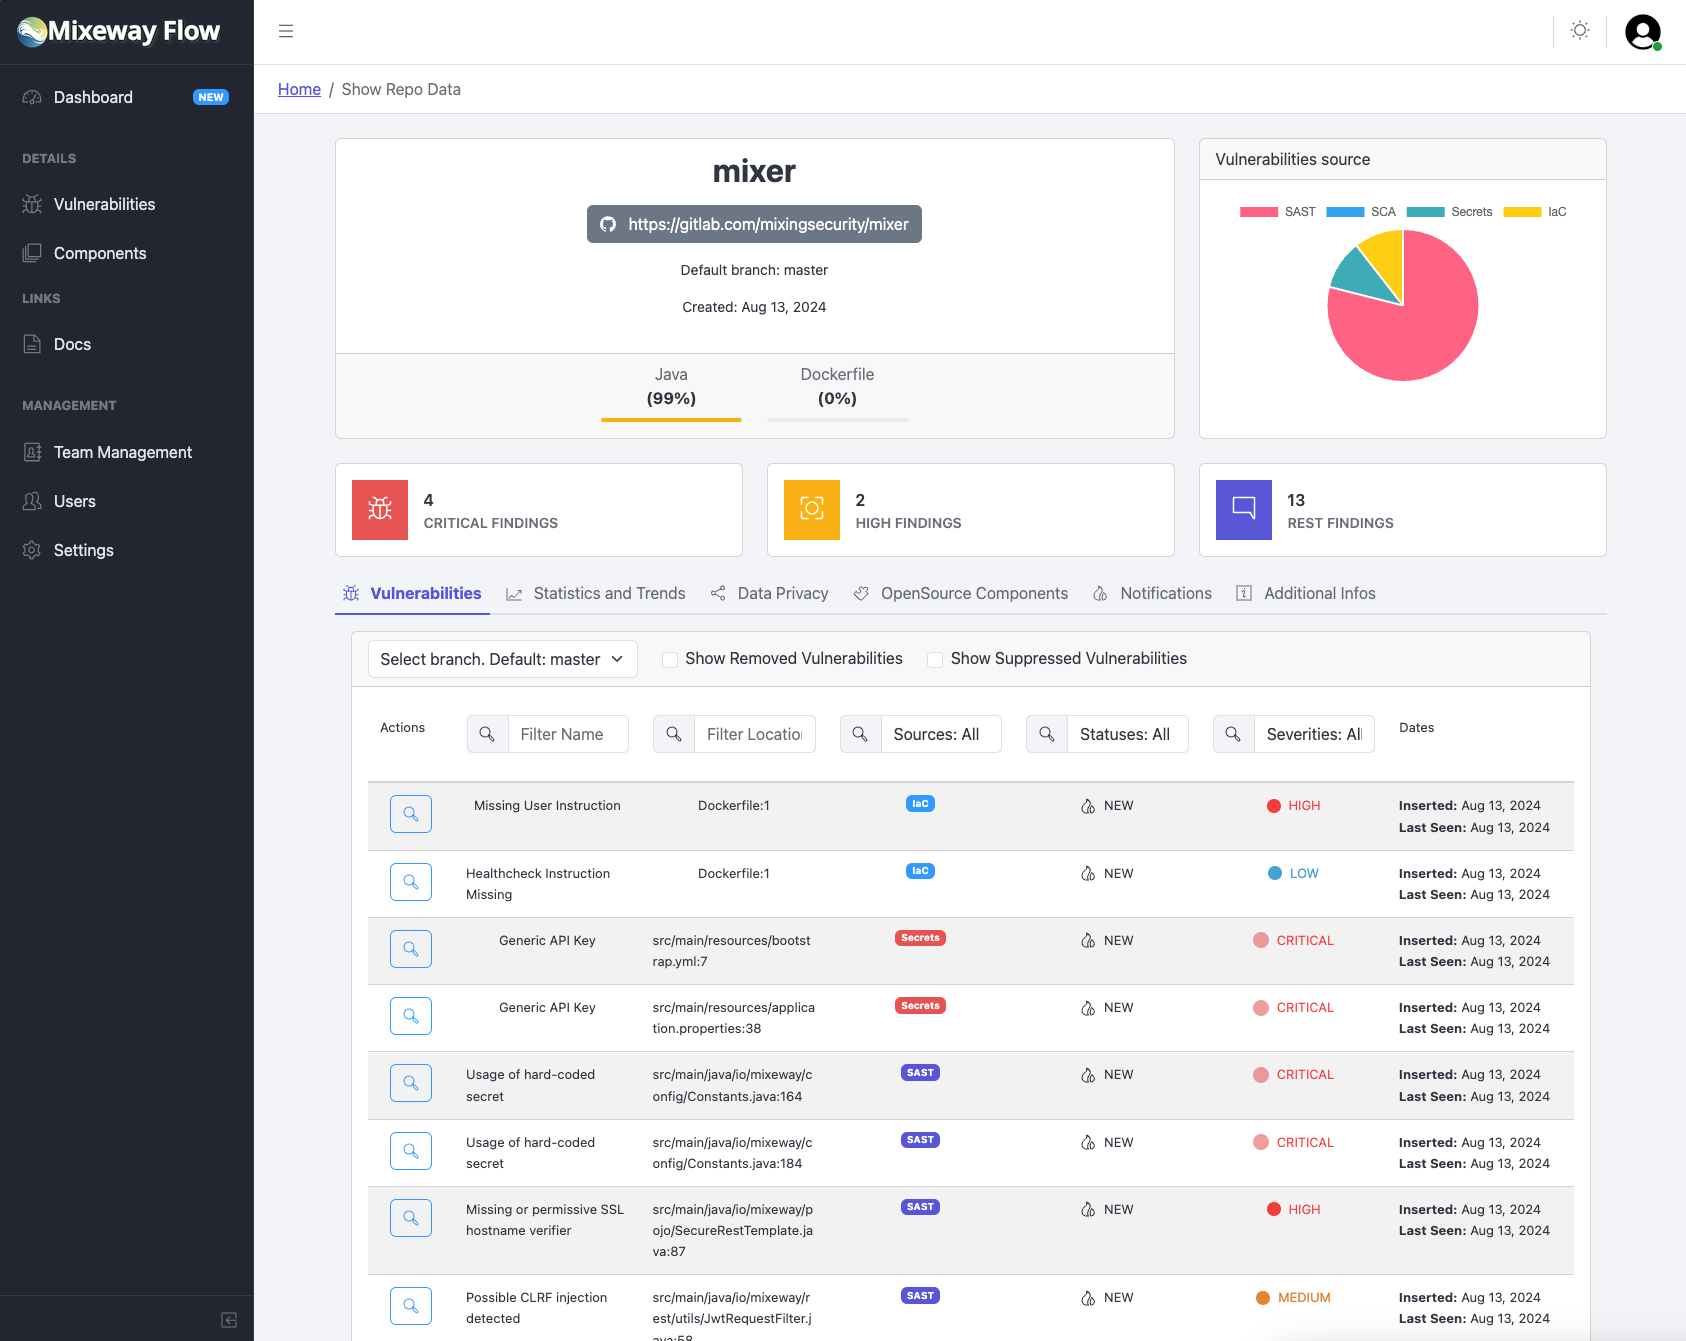 Mixeway Flow
Dashboard NEW
DETAILS
Vulnerabilities
Components
LINKS
Docs
MANAGEMENT
Team Management
Users
Settings
Home / Show Repo Data
mixer
https://gitlab.com/mixingsecurity/mixer
Default branch: master
Created: Aug 13, 2024
Java
(99%)
Dockerfile
(0%)
Vulnerabilities source
SAST SCA Secrets IaC
4
CRITICAL FINDINGS
2
HIGH FINDINGS
13
REST FINDINGS
Vulnerabilities Statistics and Trends Data Privacy OpenSource Components Notifications Additional Infos
Select branch. Default: master Show Removed Vulnerabilities Show Suppressed Vulnerabilities
Actions Filter Name Filter Locatio Sources: All Statuses: All Severities: All Dates
Missing User Instruction Dockerfile:1 IaC NEW HIGH Inserted: Aug 13, 2024
Last Seen: Aug 13, 2024
Healthcheck Instruction Dockerfile:1 IaC NEW LOW Inserted: Aug 13, 2024
Missing Last Seen: Aug 13, 2024
Generic API Key src/main/resources/bootst Secrets NEW CRITICAL Inserted: Aug 13, 2024
rap.yml:7 Last Seen: Aug 13, 2024
Generic API Key src/main/resources/applica Secrets NEW CRITICAL Inserted: Aug 13, 2024
tion.properties:38 Last Seen: Aug 13, 2024
Usage of hard-coded src/main/java/io/mixeway/c SAST NEW CRITICAL Inserted: Aug 13, 2024
secret onfig/Constants.java:164 Last Seen: Aug 13, 2024
Usage of hard-coded src/main/java/io/mixeway/c SAST NEW CRITICAL Inserted: Aug 13, 2024
secret onfig/Constants.java:184 Last Seen: Aug 13, 2024
Missing or permissive SSL src/main/java/io/mixeway/p SAST NEW HIGH Inserted: Aug 13, 2024
hostname verifier ojo/SecureRestTemplate.ja Last Seen: Aug 13, 2024
va:87
Possible CLRF injection src/main/java/io/mixeway/r SAST NEW MEDIUM Inserted: Aug 13, 2024
detected est/utils/JwtRequestFilter.j Last Seen: Aug 13, 2024
ava:58